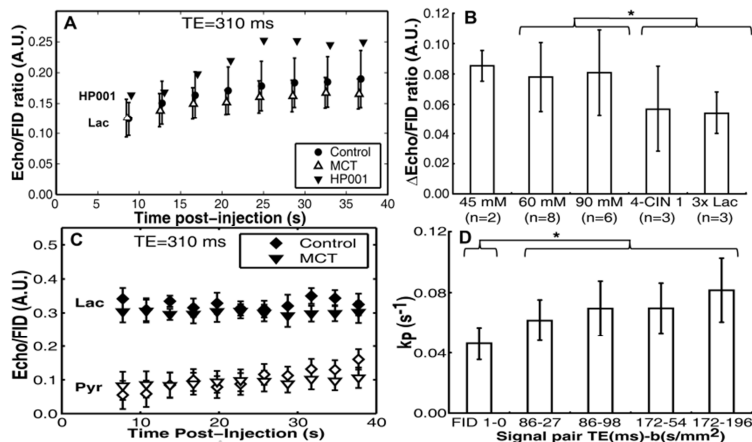 A
TE=310 ms
Echo/FID ratio (A.U.)
0.25
0.20
0.15
0.10
0.05
0.00
HP001
Lac
Control
MCT
HP001
0 5 10 15 20 25 30 35 40
Time post-injection (s)
B
*
ΔEcho/FID ratio (A.U.)
0.12
0.10
0.08
0.06
0.04
0.02
0.00
45 mM 60 mM 90 mM 4-CIN 1 3x Lac
(n=2) (n=8) (n=6) (n=3) (n=3)
C
TE=310 ms
Echo/FID (A.U.)
0.5
0.4
0.3
0.2
0.1
0.0
Control
MCT
Lac
Pyr
0 10 20 30 40
Time Post-Injection (s)
D
*
kp (s-1)
0.12
0.08
0.04
0.00
FID 1-0 86-27 86-98 172-54 172-196
Signal pair TE(ms)-b(s/mm2)